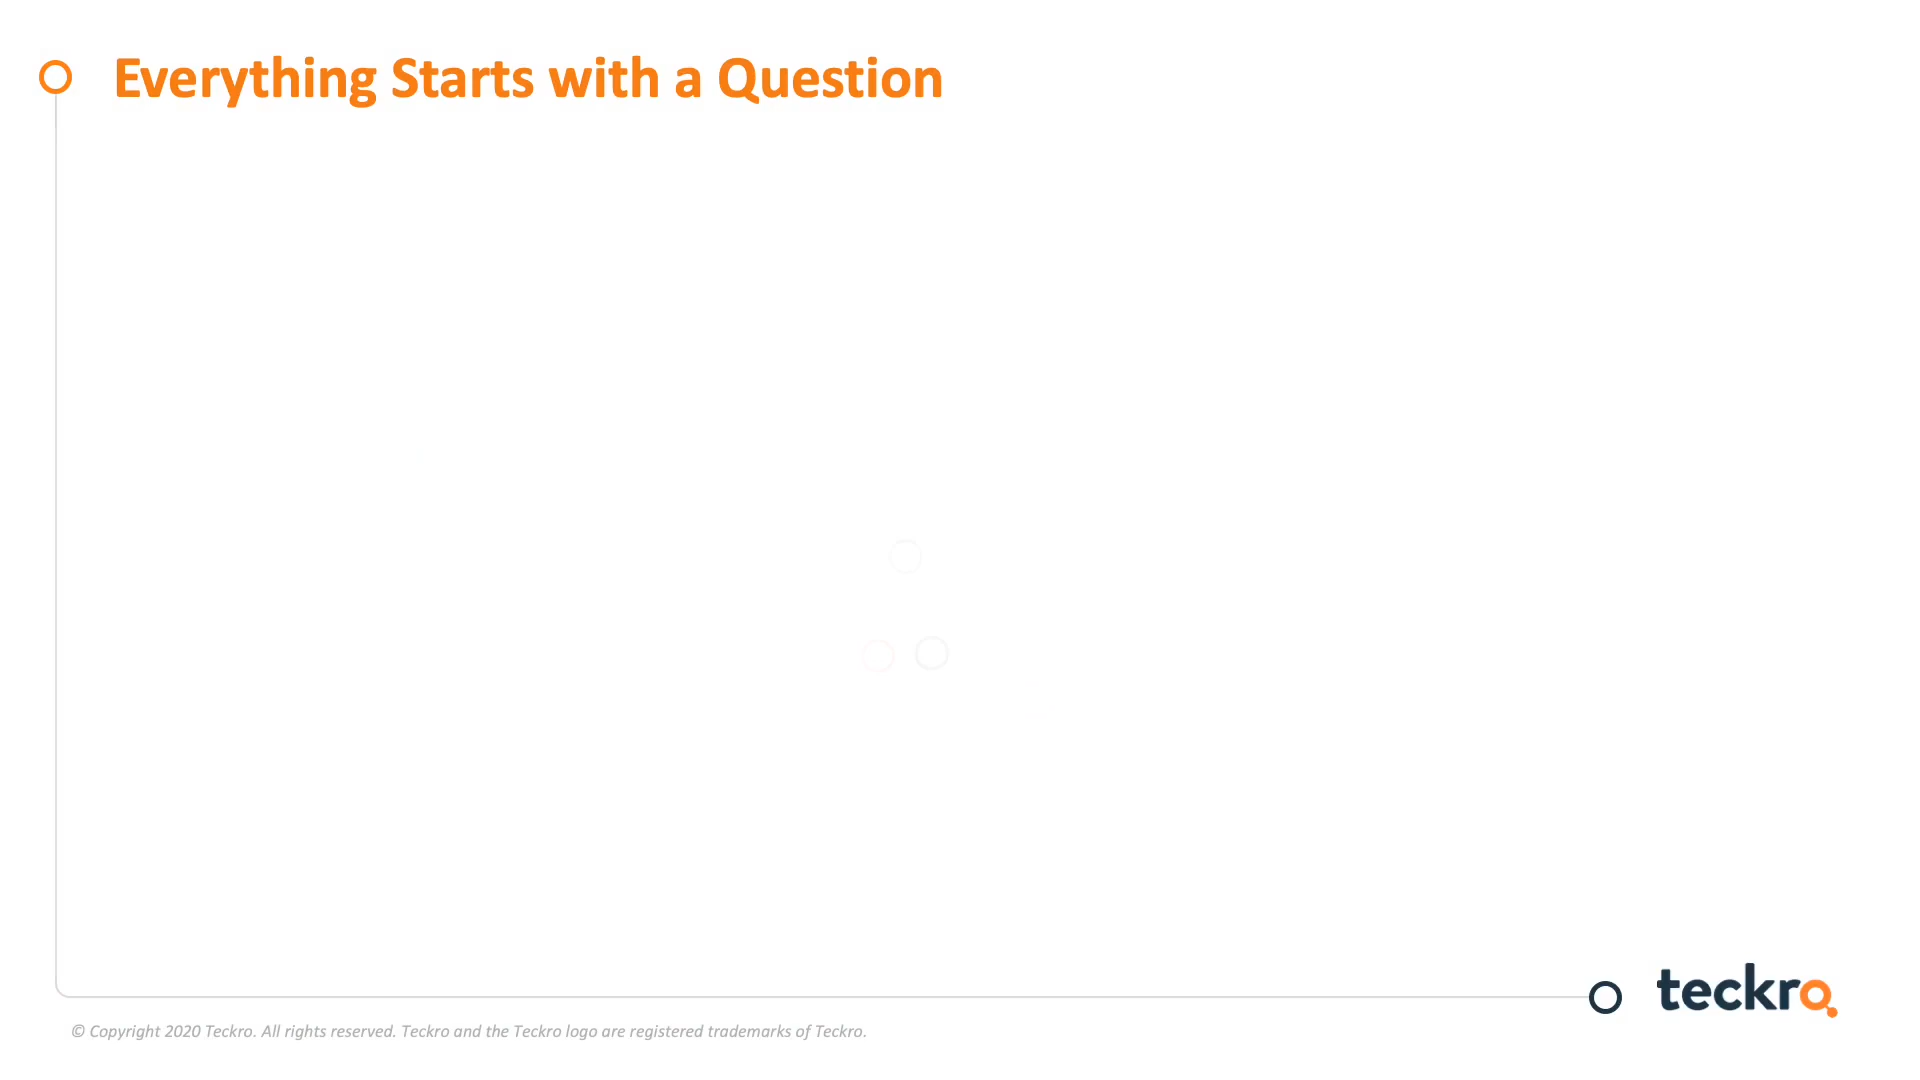 Everything Starts with a Question
teckro
© Copyright 2020 Teckro. All rights reserved. Teckro and the Teckro logo are registered trademarks of Teckro.